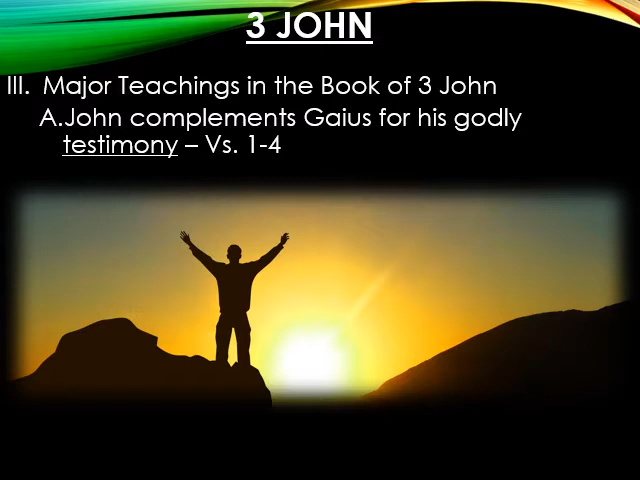 3 JOHN
III. Major Teachings in the Book of 3 John
A.John complements Gaius for his godly
testimony – Vs. 1-4